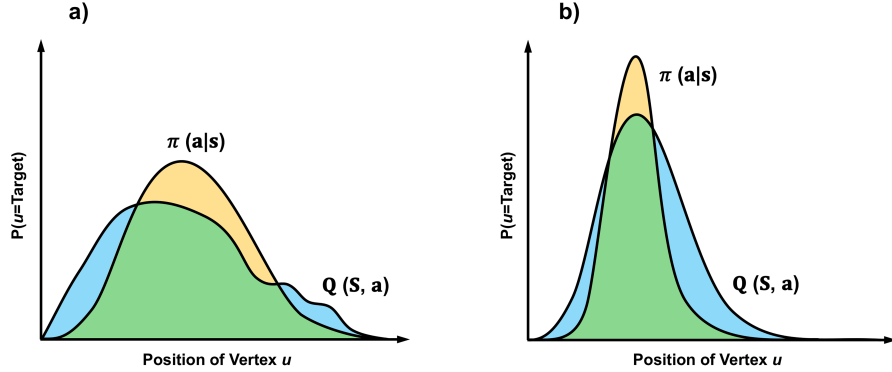 a)
P(u=Target)
π (a|s)
Q (S, a)
Position of Vertex u
b)
P(u=Target)
π (a|s)
Q (S, a)
Position of Vertex u